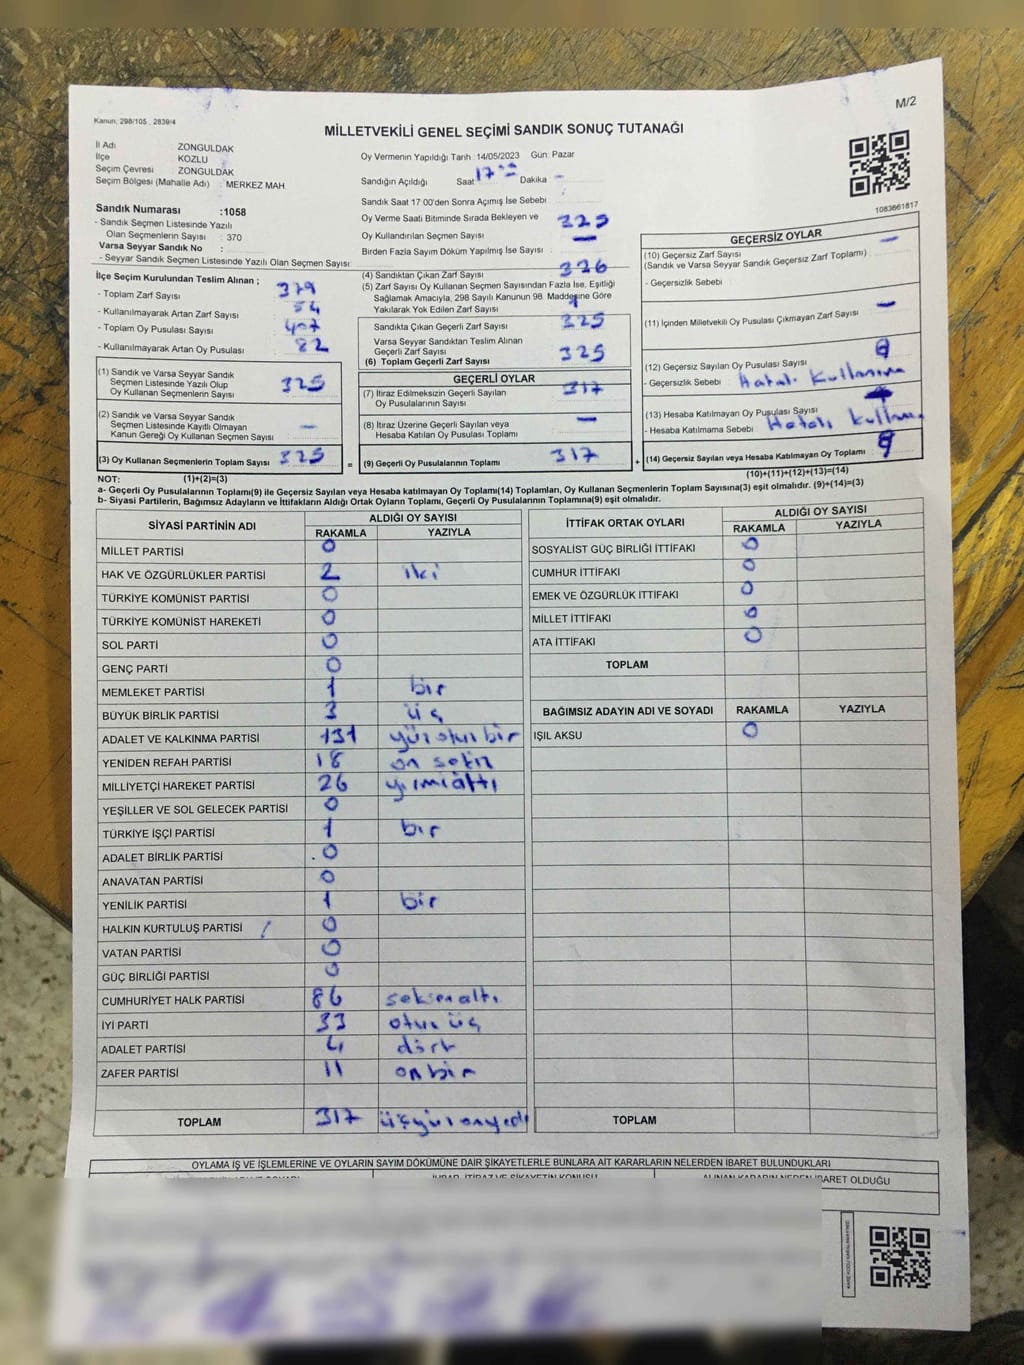 M/2
Kanun: 298/105 , 2839/4
MİLLETVEKİLİ GENEL SEÇİMİ SANDIK SONUÇ TUTANAĞI
İl Adı ZONGULDAK
İlçe KOZLU
Seçim Çevresi ZONGULDAK
Seçim Bölgesi (Mahalle Adı) : MERKEZ MAH
Sandık Numarası :1058
- Sandık Seçmen Listesinde Yazılı
Olan Seçmenlerin Sayısı : 370
Varsa Seyyar Sandık No :
- Seyyar Sandık Seçmen Listesinde Yazılı Olan Seçmen Sayısı:
Oy Vermenin Yapıldığı Tarih 14/05/2023 Gün: Pazar
Sandığın Açıldığı Saat 17 00 Dakika -
Sandık Saat 17.00'den Sonra Açımış İse Sebebi
Oy Verme Saati Bitiminde Sırada Bekleyen ve
Oy Kullandırılan Seçmen Sayısı 325
Birden Fazla Sayım Döküm Yapılmış İse Sayısı -
1083661817
İlçe Seçim Kurulundan Teslim Alınan ;
- Toplam Zarf Sayısı : 379
- Kullanılmayarak Artan Zarf Sayısı : 54
- Toplam Oy Pusulası Sayısı : 407
- Kullanılmayarak Artan Oy Pusulası : 82
(1) Sandık ve Varsa Seyyar Sandık
Seçmen Listesinde Yazılı Olup
Oy Kullanan Seçmenlerin Sayısı : 325
(2) Sandık ve Varsa Seyyar Sandık
Seçmen Listesinde Kayıtlı Olmayan
Kanun Gereği Oy Kullanan Seçmen Sayısı : -
(3) Oy Kullanan Seçmenlerin Toplam Sayısı : 325
(4) Sandıktan Çıkan Zarf Sayısı : 326
(5) Zarf Sayısı Oy Kullanan Seçmen Sayısından Fazla İse, Eşitliği
Sağlamak Amacıyla, 298 Sayılı Kanunun 98. Maddesine Göre
Yakılarak Yok Edilen Zarf Sayısı : 1
Sandıkta Çıkan Geçerli Zarf Sayısı : 325
Varsa Seyyar Sandıktan Teslim Alınan
Geçerli Zarf Sayısı
(6) Toplam Geçerli Zarf Sayısı : 325
GEÇERLİ OYLAR
(7) İtiraz Edilmeksizin Geçerli Sayılan
Oy Pusulalarının Sayısı : 317
(8) İtiraz Üzerine Geçerli Sayılan veya
Hesaba Katılan Oy Pusulası Toplamı : -
= (9) Geçerli Oy Pusulalarının Toplamı : 317
GEÇERSİZ OYLAR
(10) Geçersiz Zarf Sayısı -
(Sandık ve Varsa Seyyar Sandık Geçersiz Zarf Toplamı) :
- Geçersizlik Sebebi
(11) İçinden Milletvekili Oy Pusulası Çıkmayan Zarf Sayısı : -
(12) Geçersiz Sayılan Oy Pusulası Sayısı
- Geçersizlik Sebebi : Hatalı Kullanım
(13) Hesaba Katılmayan Oy Pusulası Sayısı
- Hesaba Katılmama Sebebi : Hatalı kullanım
+ (14) Geçersiz Sayılan veya Hesaba Katılmayan Oy Toplamı :
NOT: (1)+(2)=(3) (10)+(11)+(12)+(13)=(14)
a- Geçerli Oy Pusulalarının Toplamı(9) ile Geçersiz Sayılan veya Hesaba katılmayan Oy Toplamı(14) Toplamları, Oy Kullanan Seçmenlerin Toplam Sayısına(3) eşit olmalıdır. (9)+(14)=(3)
b- Siyasi Partilerin, Bağımsız Adayların ve İttifakların Aldığı Ortak Oyların Toplamı, Geçerli Oy Pusulalarının Toplamına(9) eşit olmalıdır.
SİYASİ PARTİNİN ADI ALDIĞI OY SAYISI
RAKAMLA YAZIYLA
MİLLET PARTİSİ 0
HAK VE ÖZGÜRLÜKLER PARTİSİ 2 iki
TÜRKİYE KOMÜNİST PARTİSİ 0
TÜRKİYE KOMÜNİST HAREKETİ 0
SOL PARTİ 0
GENÇ PARTİ 0
MEMLEKET PARTİSİ 1 bir
BÜYÜK BİRLİK PARTİSİ 3 üç
ADALET VE KALKINMA PARTİSİ 131 yüzotuzbir
YENİDEN REFAH PARTİSİ 18 on sekiz
MİLLİYETÇİ HAREKET PARTİSİ 26 yirmialtı
YEŞİLLER VE SOL GELECEK PARTİSİ 0
TÜRKİYE İŞÇİ PARTİSİ 1 bir
ADALET BİRLİK PARTİSİ 0
ANAVATAN PARTİSİ 0
YENİLİK PARTİSİ 1 bir
HALKIN KURTULUŞ PARTİSİ 0
VATAN PARTİSİ 0
GÜÇ BİRLİĞİ PARTİSİ 0
CUMHURİYET HALK PARTİSİ 86 seksenaltı
İYİ PARTİ 33 otuz üç
ADALET PARTİSİ 4 dört
ZAFER PARTİSİ 11 onbir
TOPLAM 317 üçyüzonyedi
İTTİFAK ORTAK OYLARI ALDIĞI OY SAYISI
RAKAMLA YAZIYLA
SOSYALİST GÜÇ BİRLİĞİ İTTİFAKI 0
CUMHUR İTTİFAKI 0
EMEK VE ÖZGÜRLÜK İTTİFAKI 0
MİLLET İTTİFAKI 0
ATA İTTİFAKI 0
TOPLAM
BAĞIMSIZ ADAYIN ADI VE SOYADI RAKAMLA YAZIYLA
IŞIL AKSU 0
TOPLAM
OYLAMA İŞ VE İŞLEMLERİNE VE OYLARIN SAYIM DÖKÜMÜNE DAİR ŞİKAYETLERLE BUNLARA AİT KARARLARIN NELERDEN İBARET BULUNDUKLARI
İHBAR, İTİRAZ VE ŞİKAYETİN KONUSU
ALINAN KARARIN NEDEN İBARET OLDUĞU